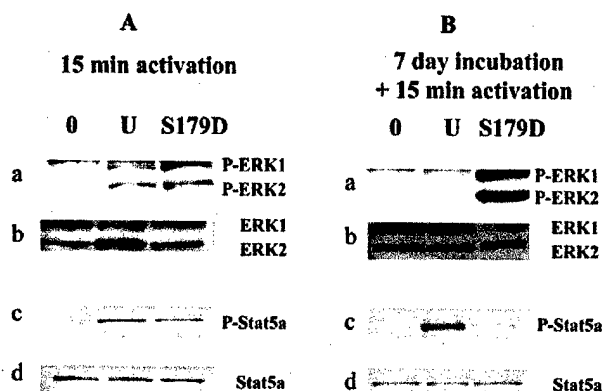 A
15 min activation
0 U S179D
a P-ERK1
P-ERK2
b ERK1
ERK2
c P-Stat5a
d Stat5a
B
7 day incubation
+ 15 min activation
0 U S179D
a P-ERK1
P-ERK2
b ERK1
ERK2
c P-Stat5a
d Stat5a